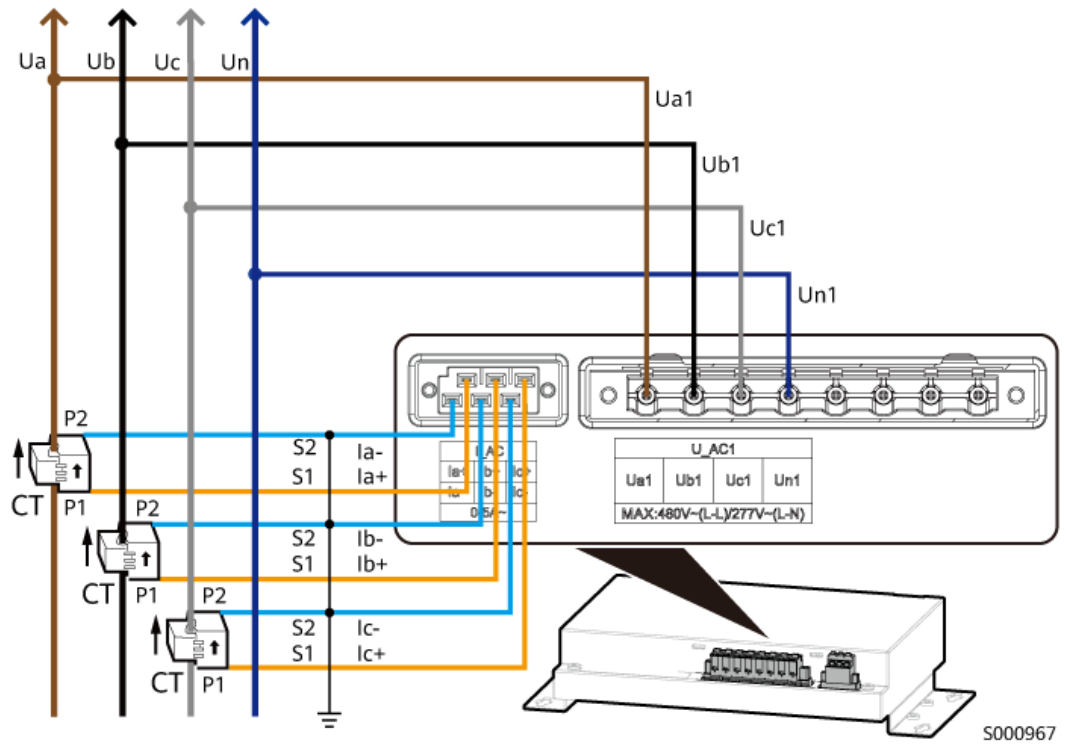 Ua Ub Uc Un
Ua1
Ub1
Uc1
Un1
P2
S2 Ia-
S1 Ia+
CT P1
P2
S2 Ib-
S1 Ib+
CT P1
P2
S2 Ic-
S1 Ic+
CT P1
U_AC1
Ua1 Ub1 Uc1 Un1
MAX:480V~(L-L)/277V~(L-N)
S000967